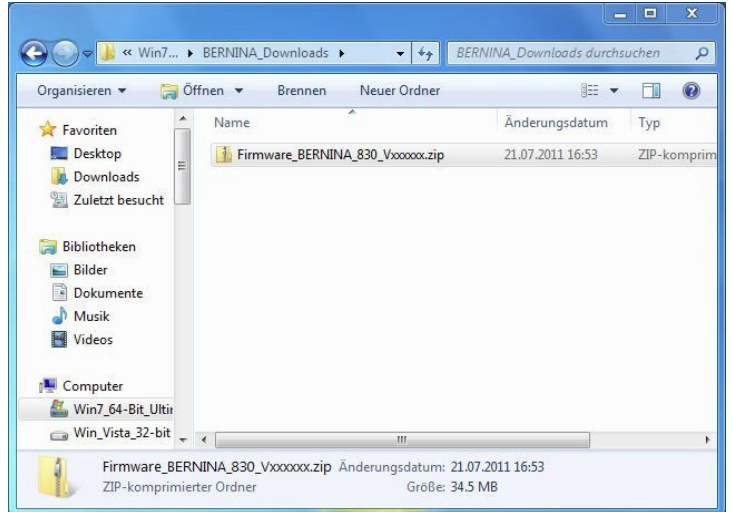 « Win7... ▸ BERNINA_Downloads ▸ BERNINA_Downloads durchsuchen
Organisieren Öffnen Brennen Neuer Ordner
Favoriten
Desktop
Downloads
Zuletzt besucht
Bibliotheken
Bilder
Dokumente
Musik
Videos
Computer
Win7_64-Bit_Ultir
Win_Vista_32-bit
Name Änderungsdatum Typ
Firmware_BERNINA_830_Vxxxxxx.zip 21.07.2011 16:53 ZIP-komprim
Firmware_BERNINA_830_Vxxxxxx.zip Änderungsdatum: 21.07.2011 16:53
ZIP-komprimierter Ordner Größe: 34.5 MB